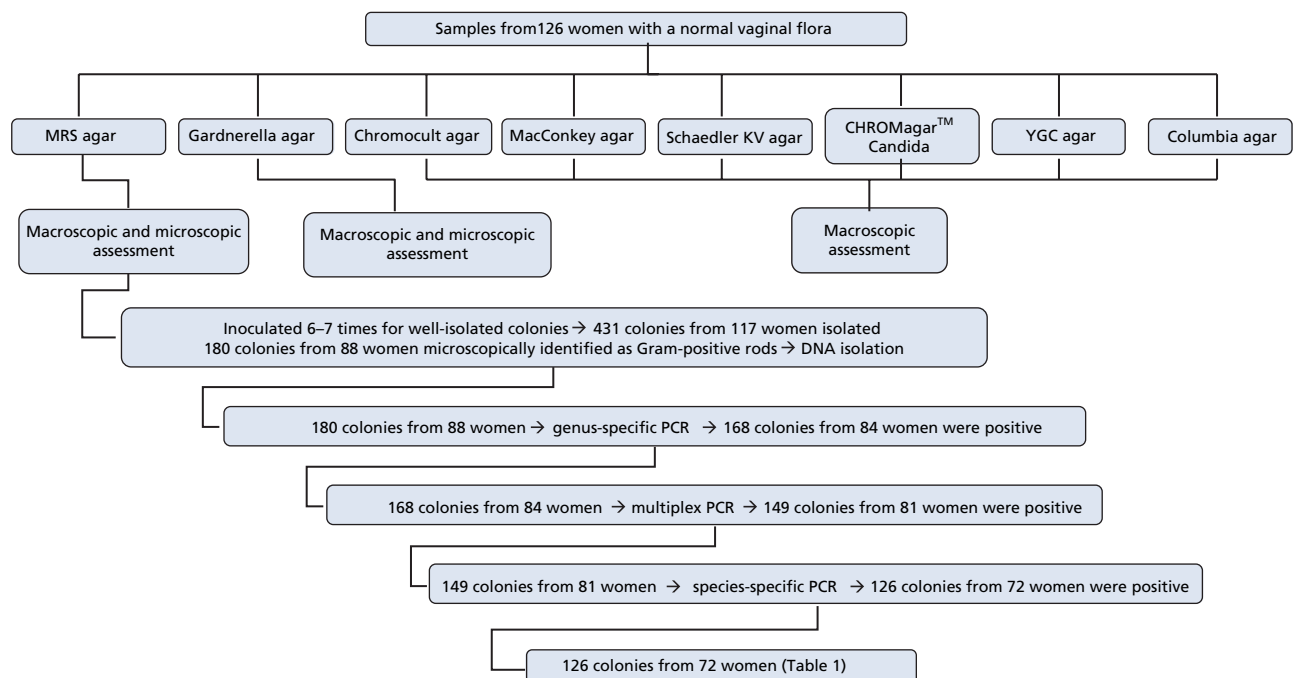 Samples from126 women with a normal vaginal flora
MRS agar
Gardnerella agar
Chromocult agar
MacConkey agar
Schaedler KV agar
CHROMagar™
Candida
YGC agar
Columbia agar
Macroscopic and microscopic
assessment
Macroscopic and microscopic
assessment
Macroscopic
assessment
Inoculated 6–7 times for well-isolated colonies → 431 colonies from 117 women isolated
180 colonies from 88 women microscopically identified as Gram-positive rods → DNA isolation
180 colonies from 88 women → genus-specific PCR → 168 colonies from 84 women were positive
168 colonies from 84 women → multiplex PCR → 149 colonies from 81 women were positive
149 colonies from 81 women → species-specific PCR → 126 colonies from 72 women were positive
126 colonies from 72 women (Table 1)